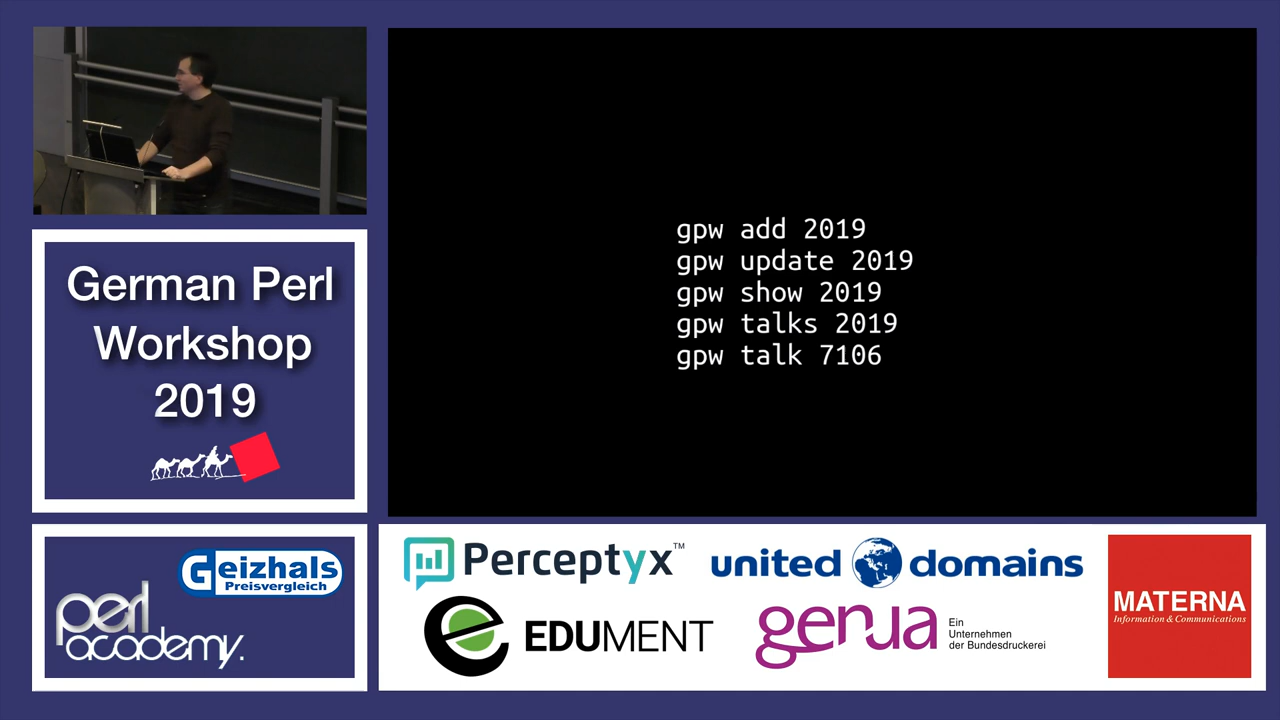 gpw add 2019
gpw update 2019
gpw show 2019
gpw talks 2019
gpw talk 7106
German Perl
Workshop
2019
Geizhals
Preisvergleich
perl
academy.
Perceptyx™
united domains
EDUMENT
genua
Ein
Unternehmen
der Bundesdruckerei
MATERNA
Information & Communications